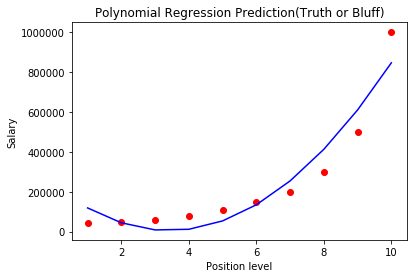 Polynomial Regression Prediction(Truth or Bluff)
1000000
800000
600000
400000
200000
0
Salary
2 4 6 8 10
Position level